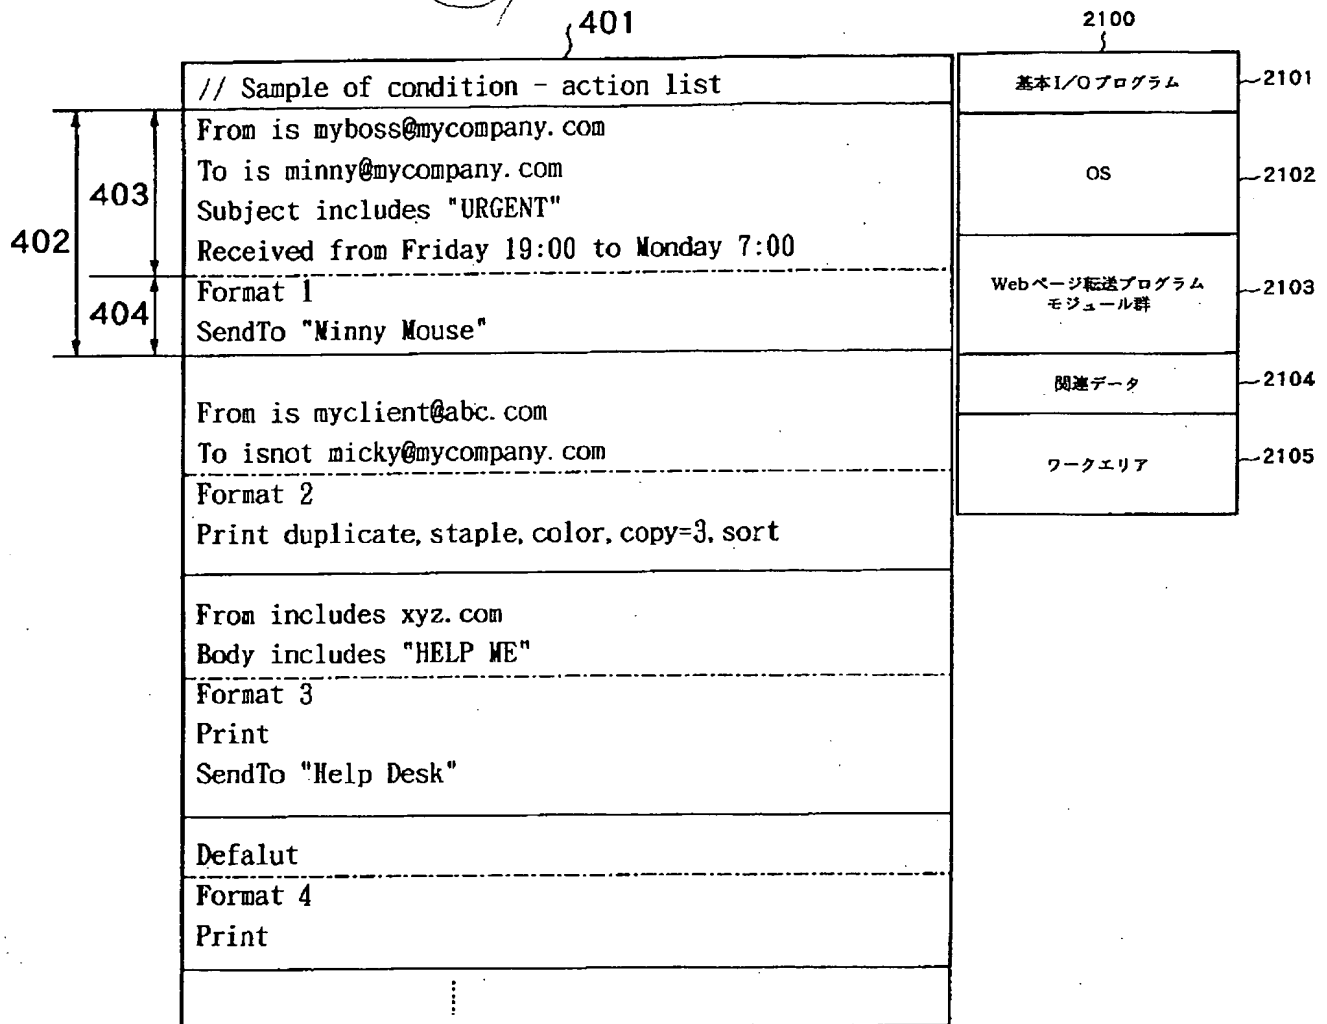 401
// Sample of condition - action list
402
403
From is myboss@mycompany.com
To is minny@mycompany.com
Subject includes "URGENT"
Received from Friday 19:00 to Monday 7:00
404
Format 1
SendTo "Minny Mouse"
From is myclient@abc.com
To isnot micky@mycompany.com
Format 2
Print duplicate, staple, color, copy=3, sort
From includes xyz.com
Body includes "HELP ME"
Format 3
Print
SendTo "Help Desk"
Defalut
Format 4
Print
2100
基本I/Oプログラム
2101
OS
2102
Webページ転送プログラム
モジュール群
2103
関連データ
2104
ワークエリア
2105